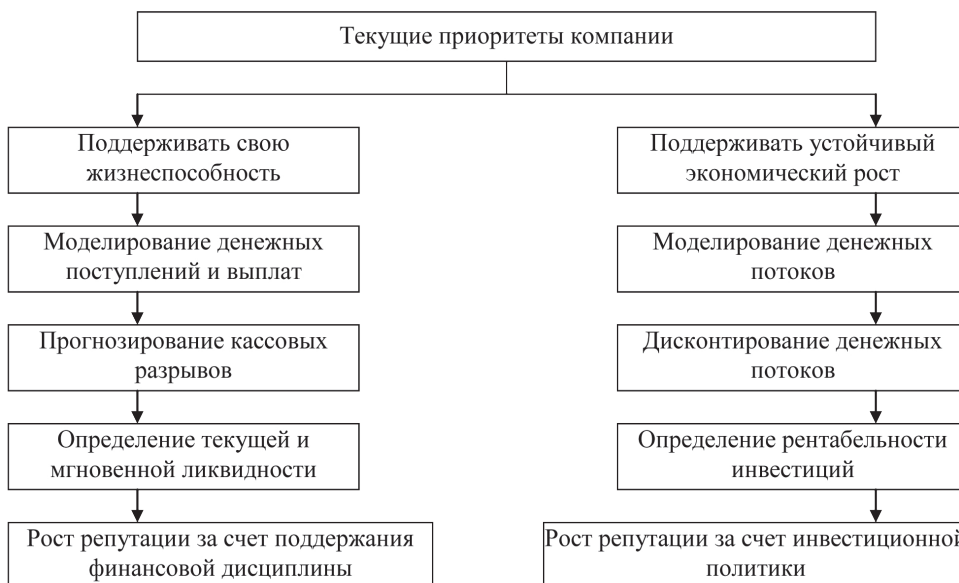 Текущие приоритеты компании
Поддерживать свою
жизнеспособность
Моделирование денежных
поступлений и выплат
Прогнозирование кассовых
разрывов
Определение текущей и
мгновенной ликвидности
Рост репутации за счет поддержания
финансовой дисциплины
Поддерживать устойчивый
экономический рост
Моделирование денежных
потоков
Дисконтирование денежных
потоков
Определение рентабельности
инвестиций
Рост репутации за счет инвестиционной
политики